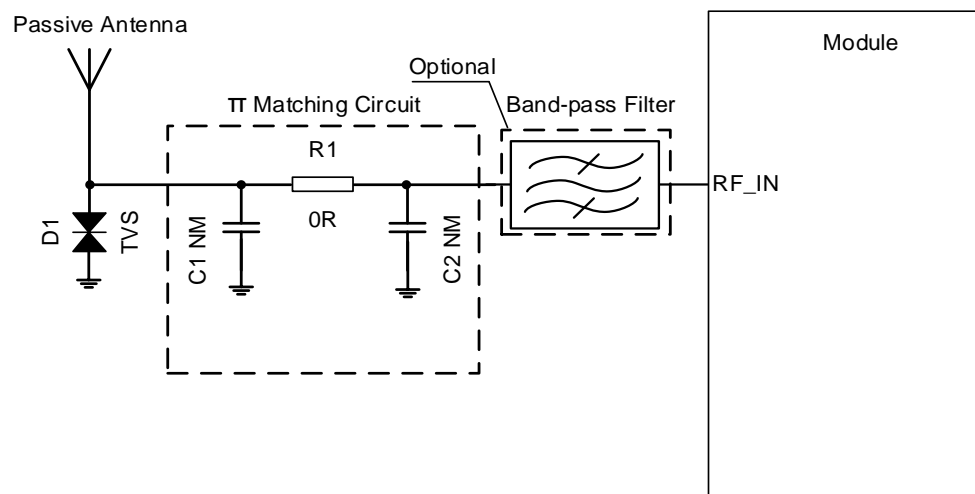 Passive Antenna
Module
Optional
π Matching Circuit
Band-pass Filter
R1
RF_IN
0R
D1
TVS
C1 NM
C2 NM